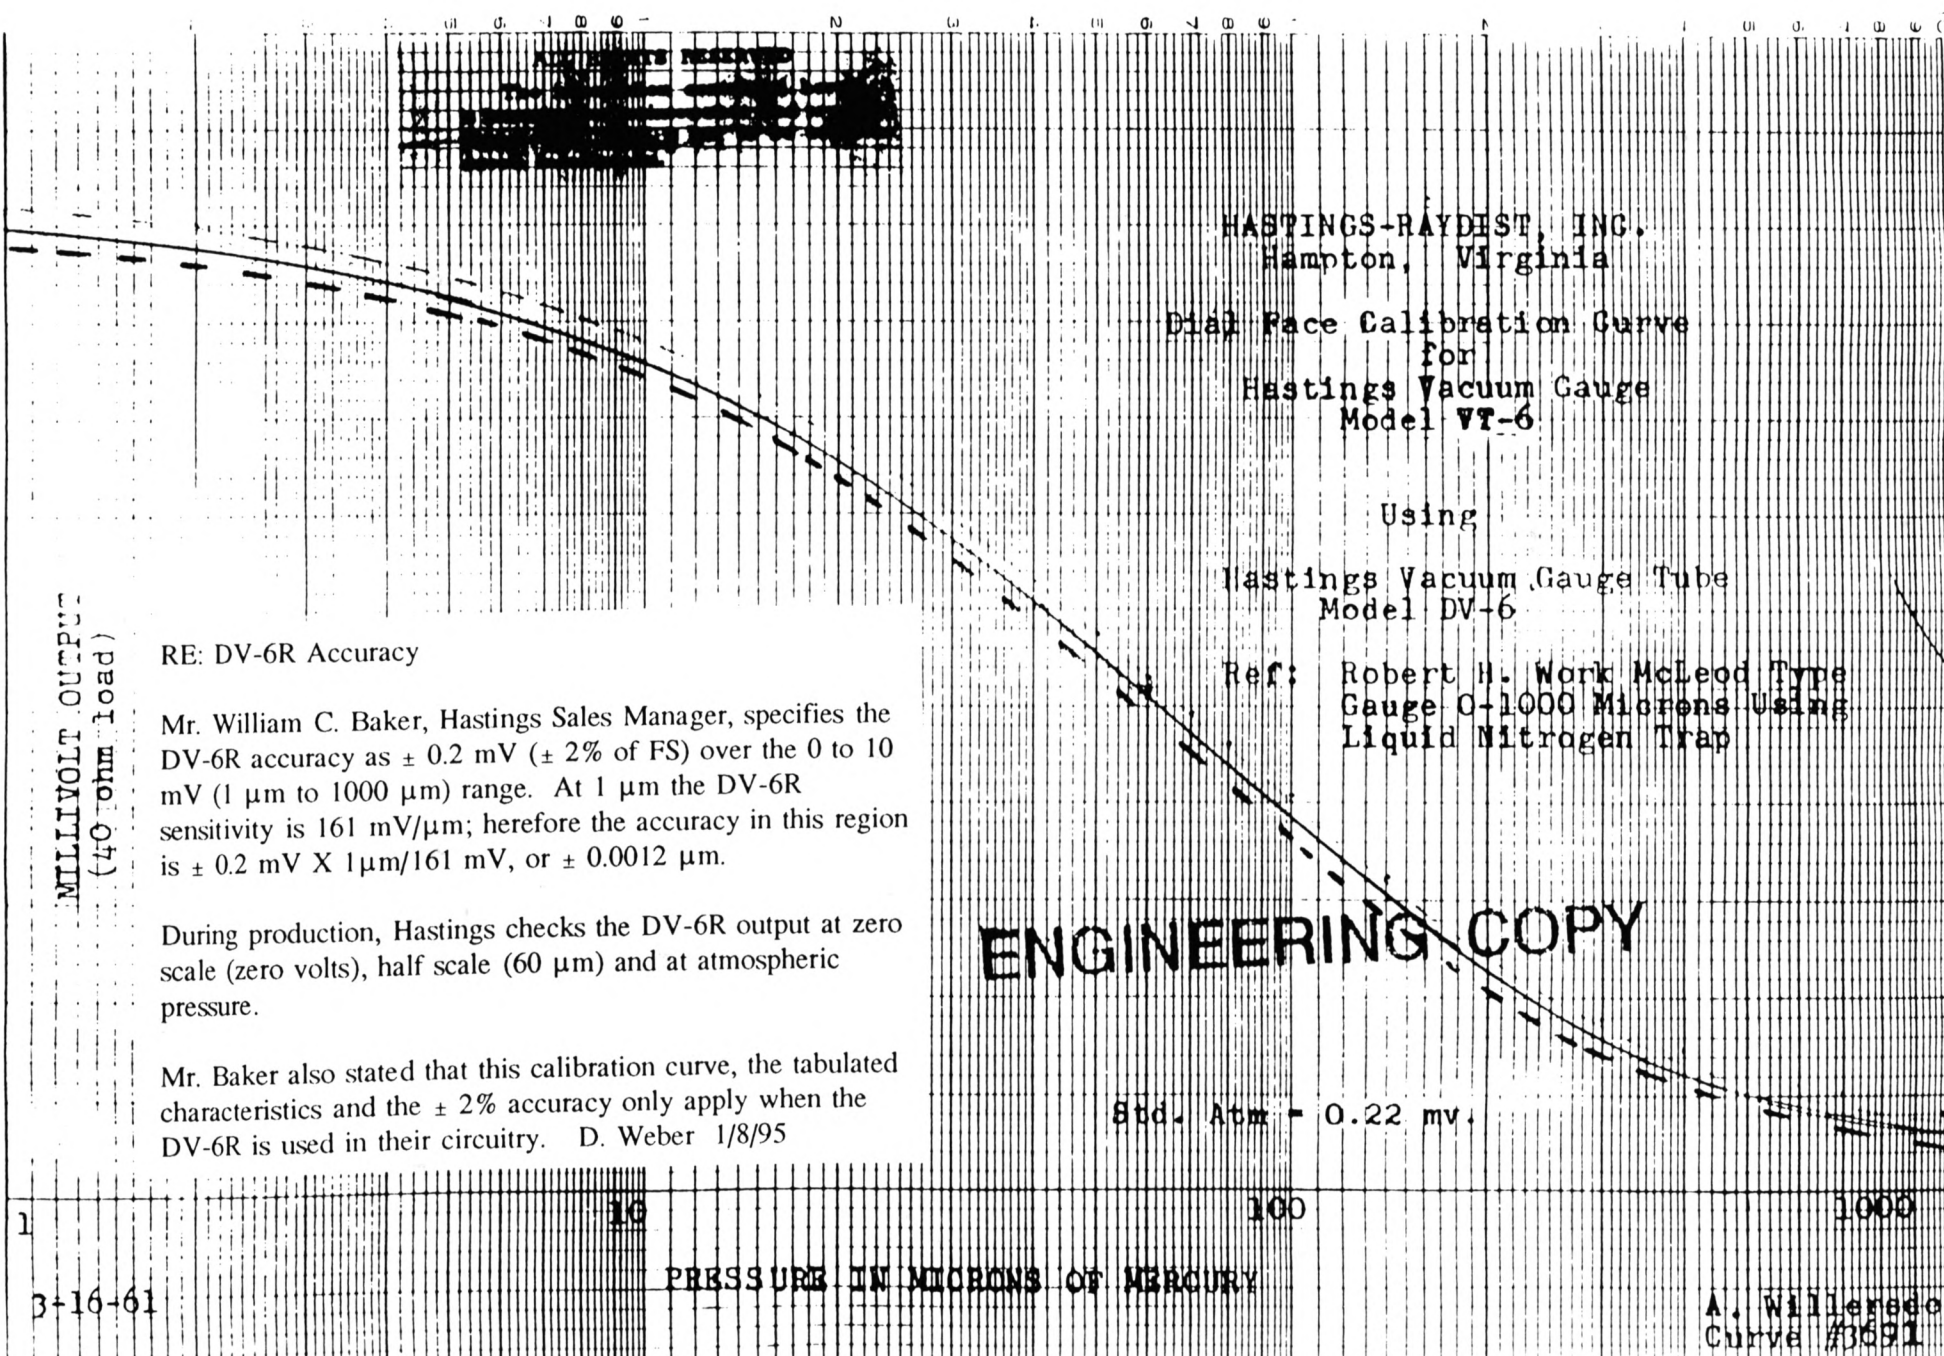 ALL RIGHTS RESERVED
HASTINGS-RAYDIST, INC.
Hampton, Virginia
Dial Face Calibration Curve
for
Hastings Vacuum Gauge
Model VT-6
Using
Hastings Vacuum Gauge Tube
Model DV-6
Ref: Robert H. Work McLeod Type
Gauge 0-1000 Microns Using
Liquid Nitrogen Trap
MILLIVOLT OUTPUT
(40 ohm load)
RE: DV-6R Accuracy
Mr. William C. Baker, Hastings Sales Manager, specifies the
DV-6R accuracy as ± 0.2 mV (± 2% of FS) over the 0 to 10
mV (1 µm to 1000 µm) range. At 1 µm the DV-6R
sensitivity is 161 mV/µm; herefore the accuracy in this region
is ± 0.2 mV X 1µm/161 mV, or ± 0.0012 µm.
During production, Hastings checks the DV-6R output at zero
scale (zero volts), half scale (60 µm) and at atmospheric
pressure.
Mr. Baker also stated that this calibration curve, the tabulated
characteristics and the ± 2% accuracy only apply when the
DV-6R is used in their circuitry. D. Weber 1/8/95
ENGINEERING COPY
Std. Atm - 0.22 mv.
1 10 100 1000
PRESSURE IN MICRONS OF MERCURY
3-16-61
A.
Curve #3691